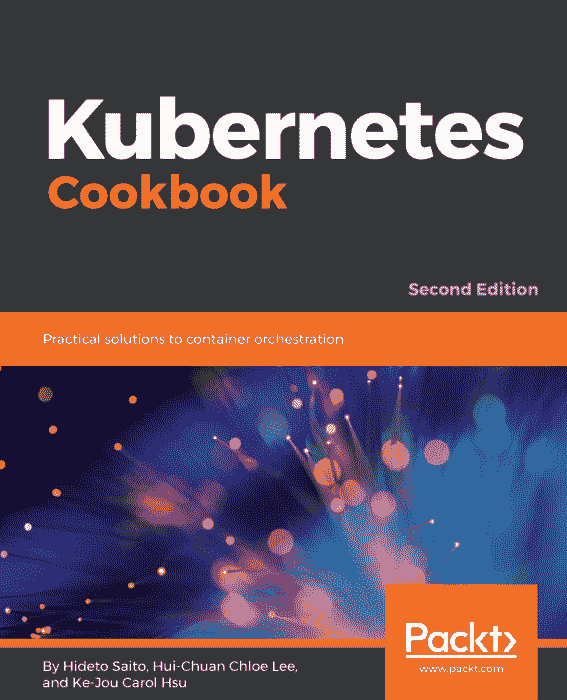 Kubernetes
Cookbook
Second Edition
Practical solutions to container orchestration
Packt>
www.packt.com
By Hideto Saito, Hui-Chuan Chloe Lee,
and Ke-Jou Carol Hsu